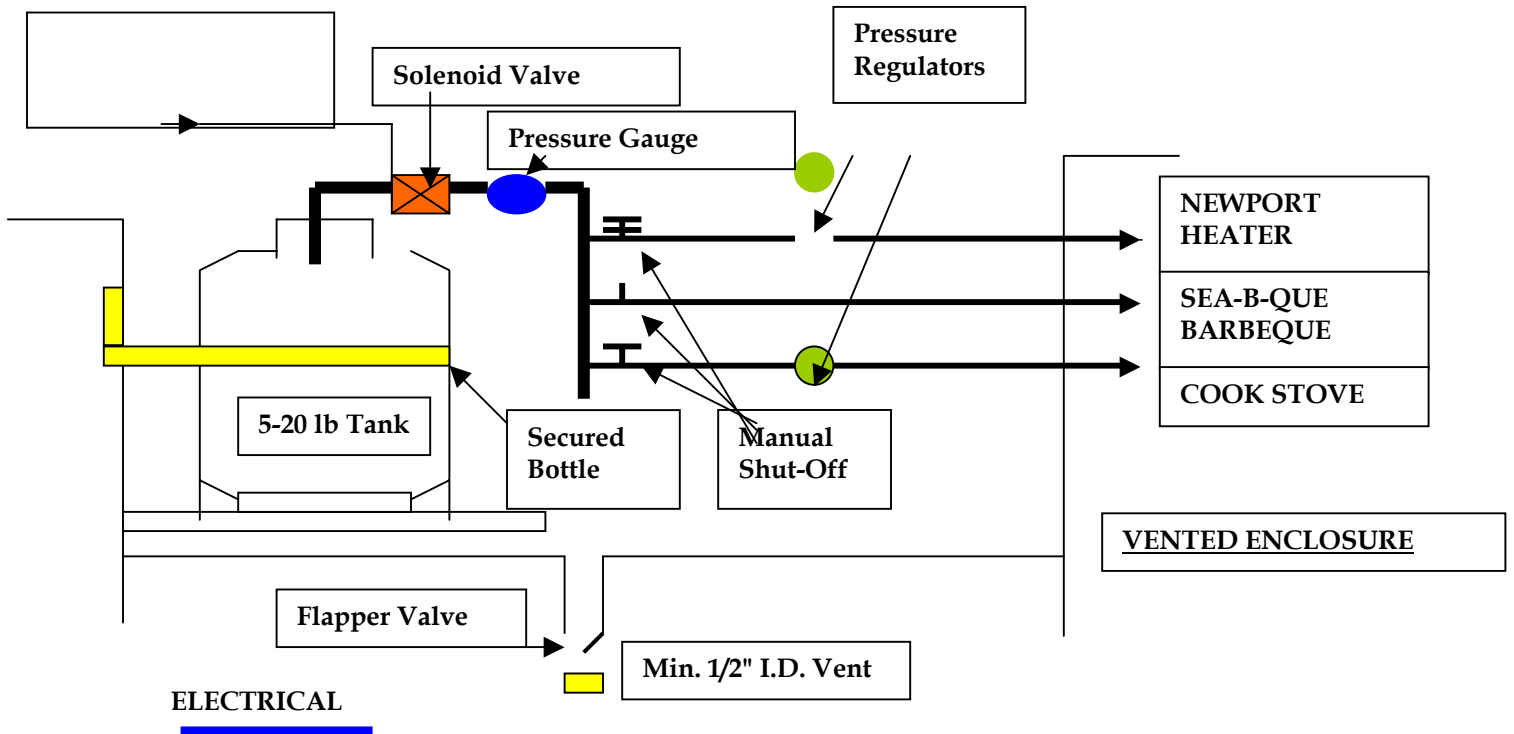 Pressure
Regulators
Solenoid Valve
Pressure Gauge
NEWPORT
HEATER
SEA-B-QUE
BARBEQUE
COOK STOVE
5-20 lb Tank
Secured
Bottle
Manual
Shut-Off
VENTED ENCLOSURE
Flapper Valve
Min. 1/2" I.D. Vent
ELECTRICAL